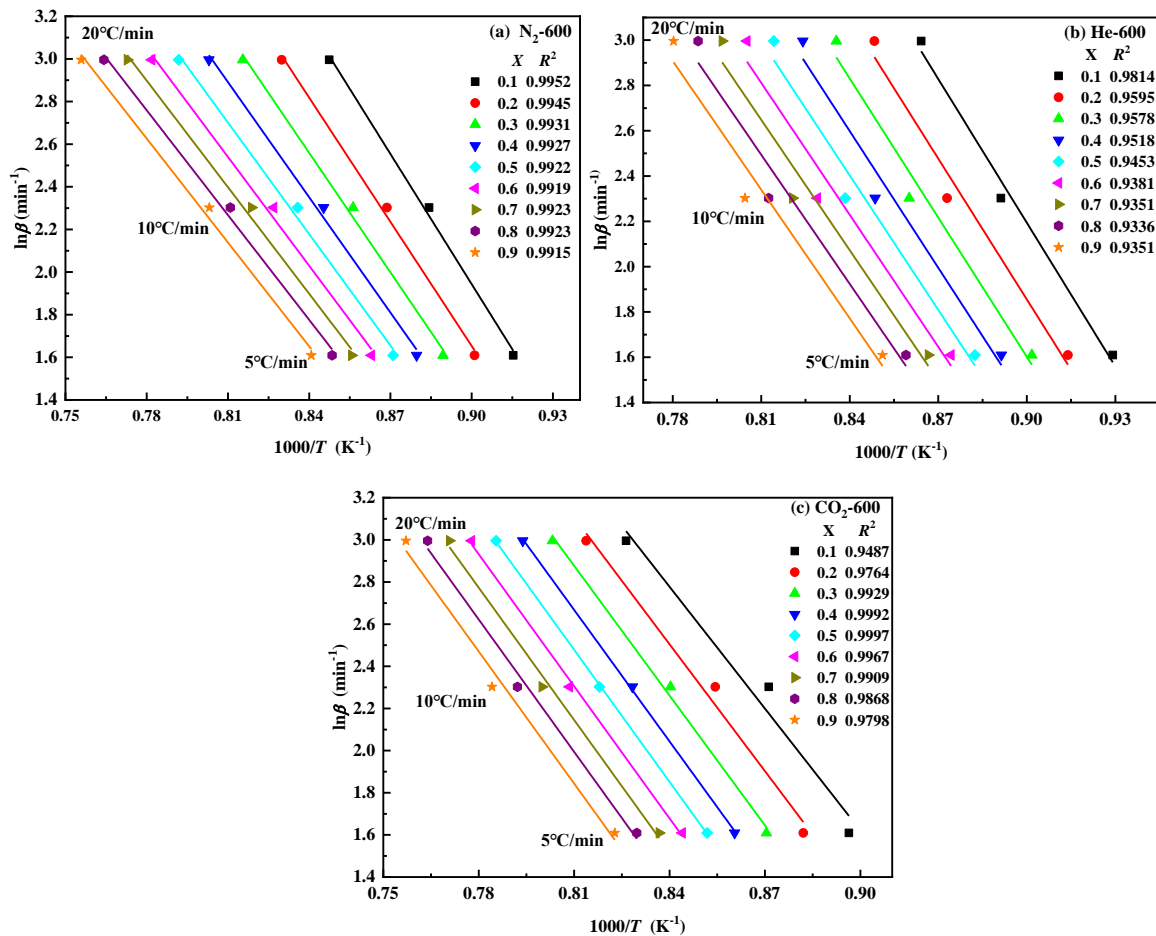 (a) N₂-600
20°C/min
X R²
0.1 0.9952
0.2 0.9945
0.3 0.9931
0.4 0.9927
0.5 0.9922
0.6 0.9919
0.7 0.9923
0.8 0.9923
0.9 0.9915
10°C/min
5°C/min
3.2
3.0
2.8
2.6
2.4
2.2
2.0
1.8
1.6
1.4
lnβ (min⁻¹)
0.75 0.78 0.81 0.84 0.87 0.90 0.93
1000/T (K⁻¹)
(b) He-600
20°C/min
X R²
0.1 0.9814
0.2 0.9595
0.3 0.9578
0.4 0.9518
0.5 0.9453
0.6 0.9381
0.7 0.9351
0.8 0.9336
0.9 0.9351
10°C/min
5°C/min
3.2
3.0
2.8
2.6
2.4
2.2
2.0
1.8
1.6
1.4
lnβ (min⁻¹)
0.78 0.81 0.84 0.87 0.90 0.93
1000/T (K⁻¹)
(c) CO₂-600
20°C/min
X R²
0.1 0.9487
0.2 0.9764
0.3 0.9929
0.4 0.9992
0.5 0.9997
0.6 0.9967
0.7 0.9909
0.8 0.9868
0.9 0.9798
10°C/min
5°C/min
3.2
3.0
2.8
2.6
2.4
2.2
2.0
1.8
1.6
1.4
lnβ (min⁻¹)
0.75 0.78 0.81 0.84 0.87 0.90
1000/T (K⁻¹)